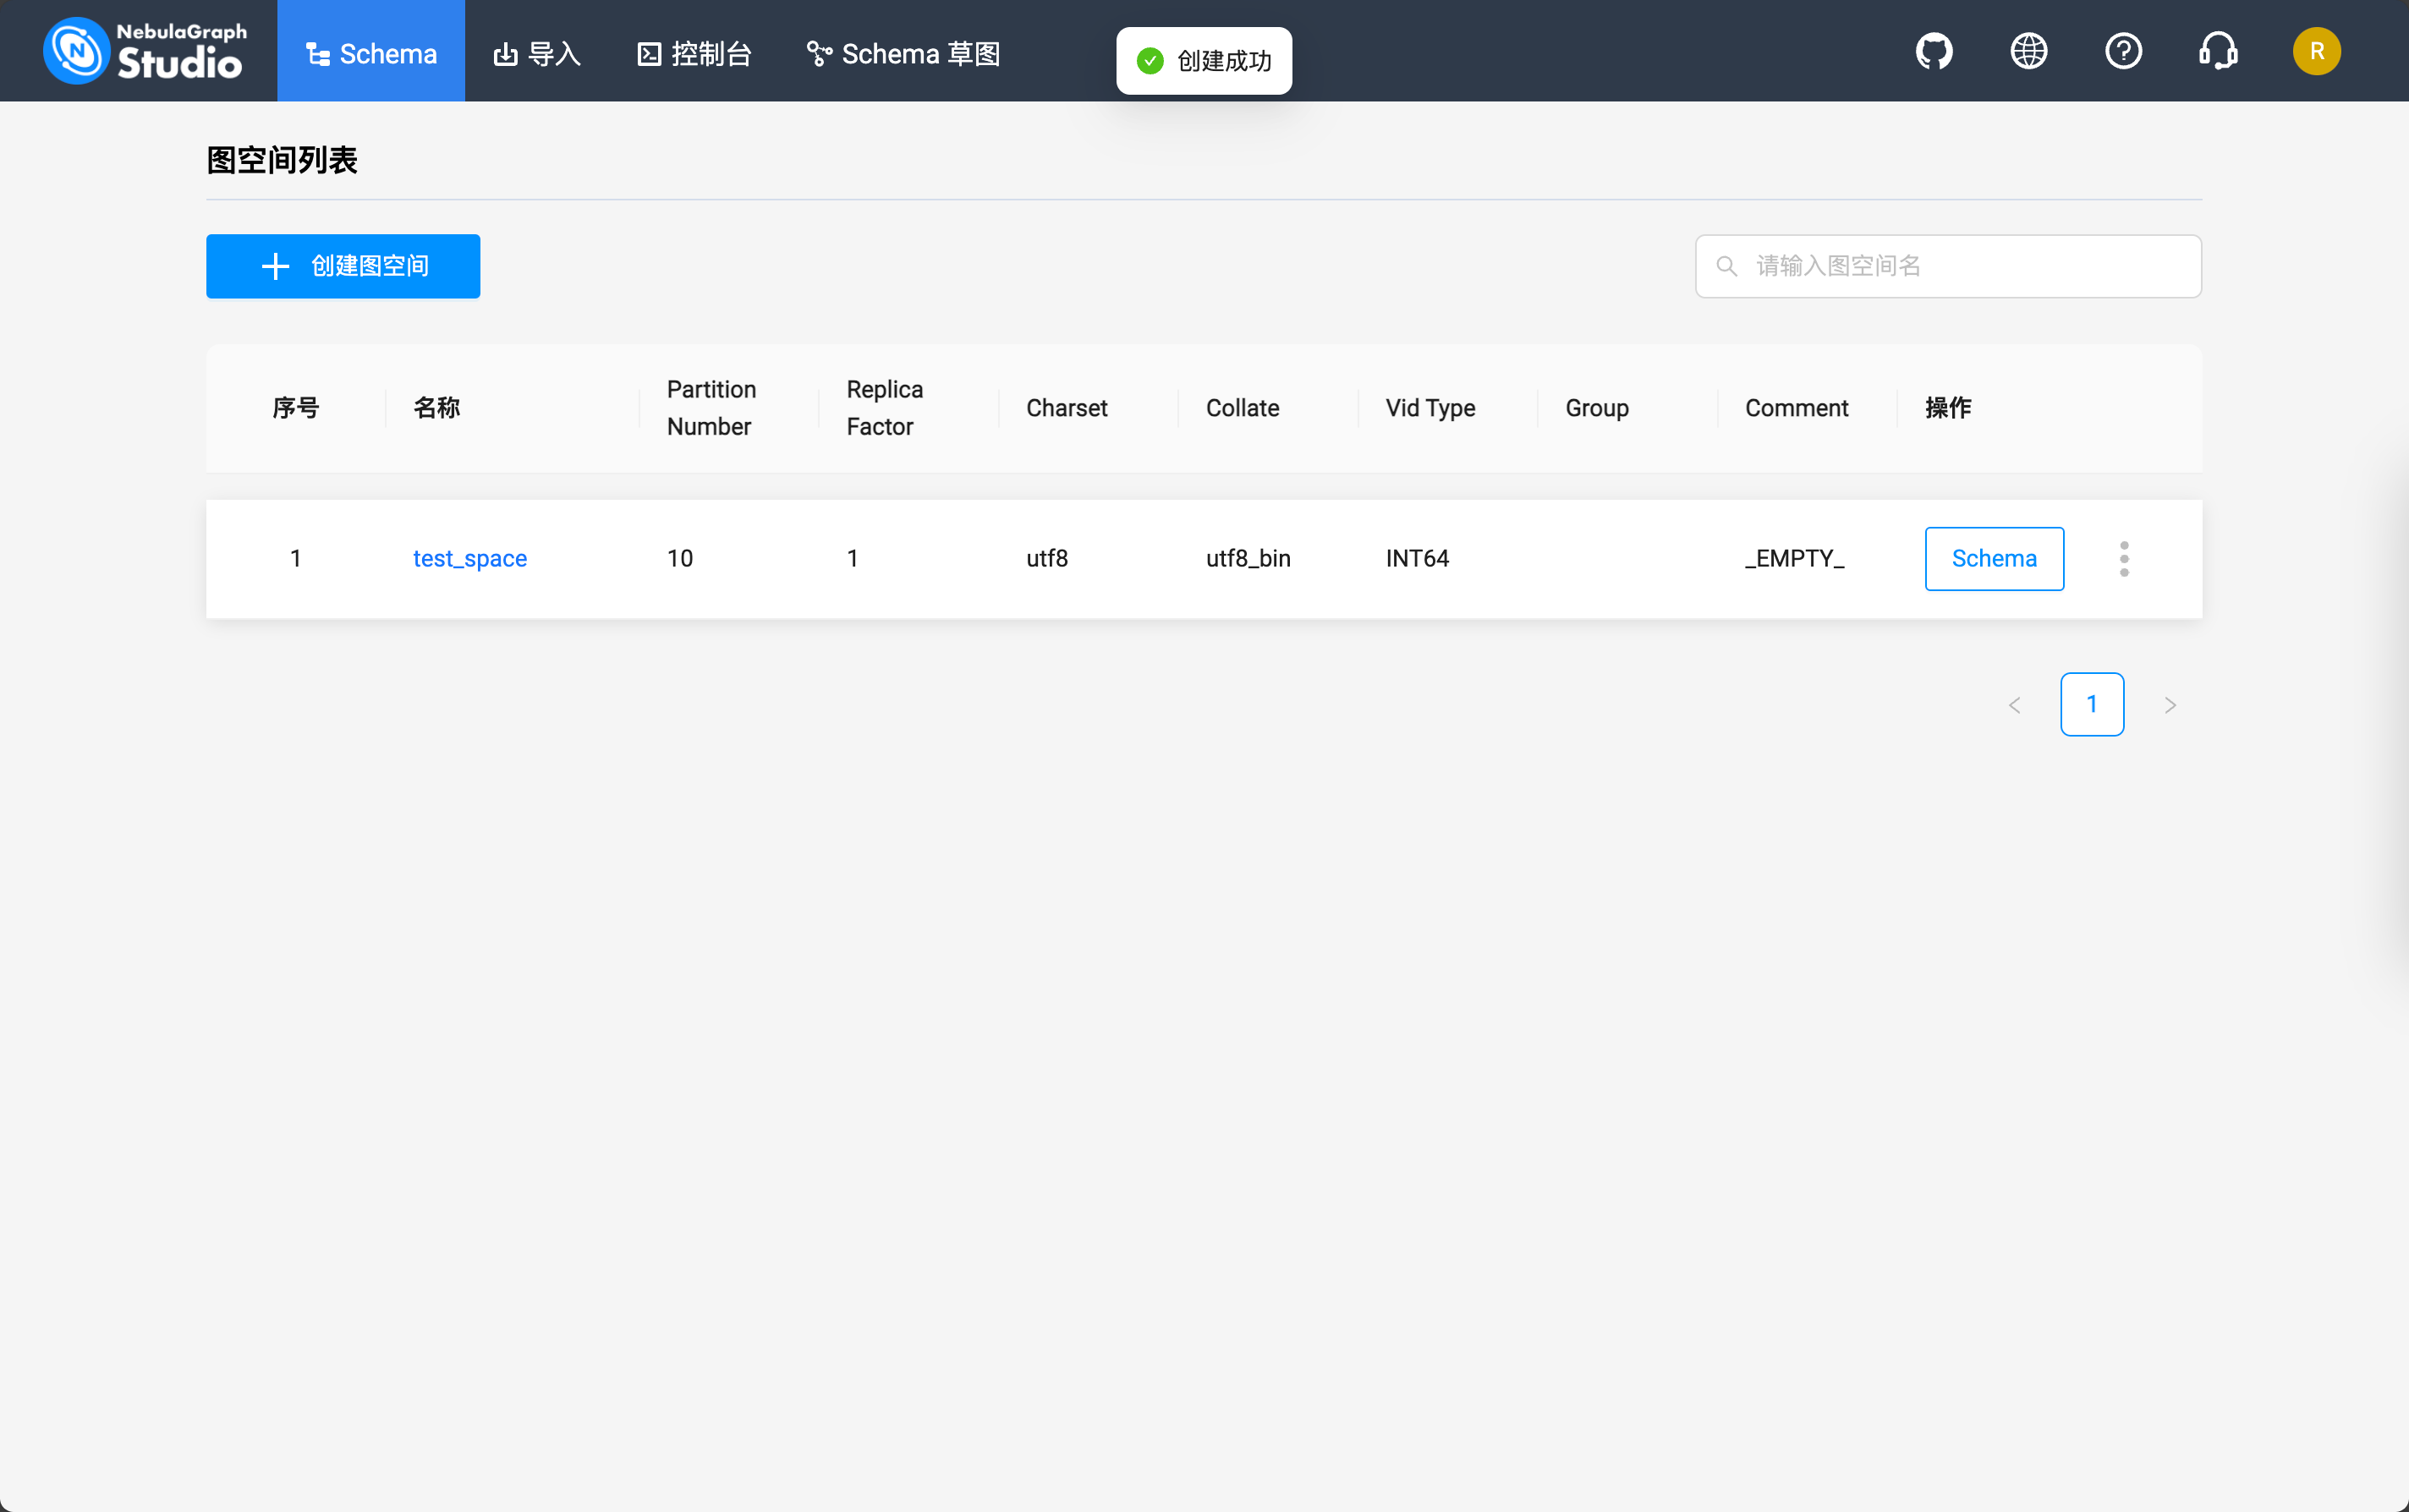 NebulaGraph
Studio
Schema
导入
控制台
Schema 草图
创建成功
R
图空间列表
创建图空间
请输入图空间名
序号
名称
Partition
Number
Replica
Factor
Charset
Collate
Vid Type
Group
Comment
操作
1
test_space
10
1
utf8
utf8_bin
INT64
_EMPTY_
Schema
1